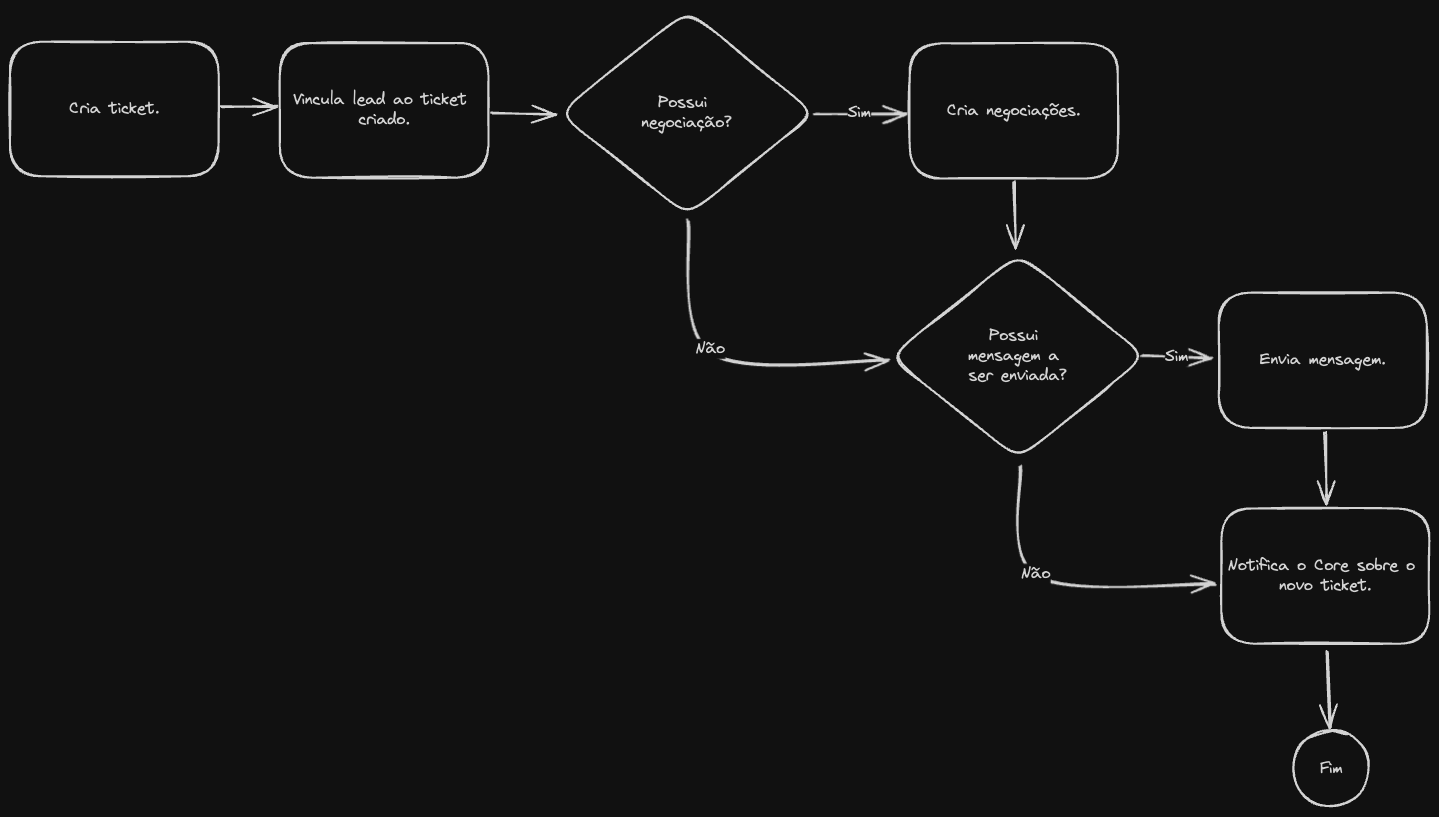 Cria ticket.
Vincula lead ao ticket
criado.
Possui
negociação?
Sim
Cria negociações.
Não
Possui
mensagem a
ser enviada?
Sim
Envia mensagem.
Não
Notifica o Core sobre o
novo ticket.
Fim